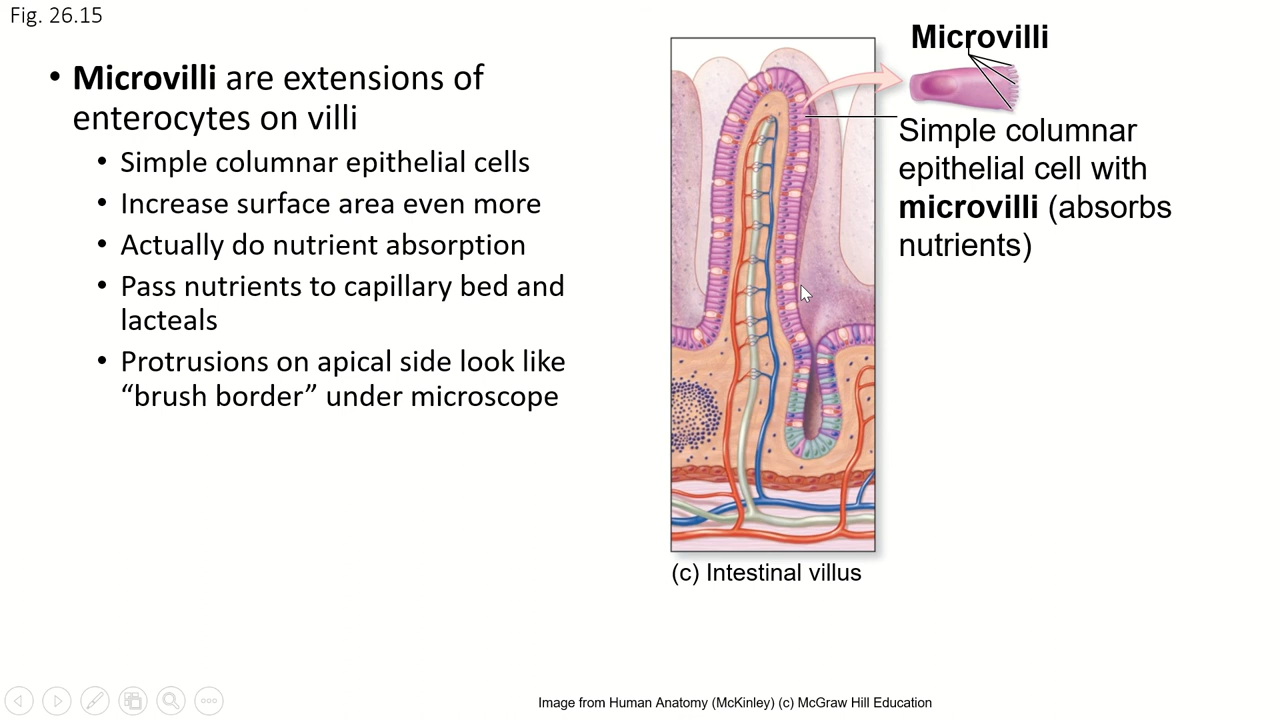 Fig. 26.15
• Microvilli are extensions of
enterocytes on villi
• Simple columnar epithelial cells
• Increase surface area even more
• Actually do nutrient absorption
• Pass nutrients to capillary bed and
lacteals
• Protrusions on apical side look like
“brush border” under microscope
Microvilli
Simple columnar
epithelial cell with
microvilli (absorbs
nutrients)
(c) Intestinal villus
Image from Human Anatomy (McKinley) (c) McGraw Hill Education